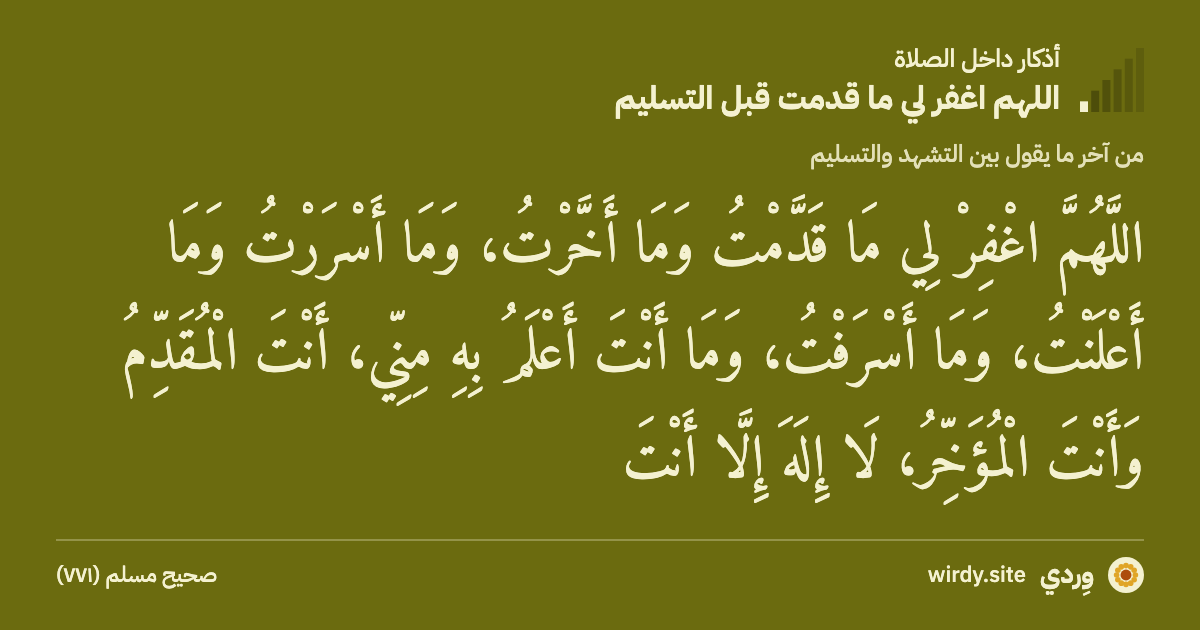 أذكار داخل الصلاة
اللهم اغفر لي ما قدمت قبل التسليم
من آخر ما يقول بين التشهد والتسليم
اللَّهُمَّ اغْفِرْ لِي مَا قَدَّمْتُ وَمَا أَخَّرْتُ، وَمَا أَسْرَرْتُ وَمَا
أَعْلَنْتُ، وَمَا أَسْرَفْتُ، وَمَا أَنْتَ أَعْلَمُ بِهِ مِنِّي، أَنْتَ الْمُقَدِّمُ
وَأَنْتَ الْمُؤَخِّرُ، لَا إِلَهَ إِلَّا أَنْتَ
وِردي wirdy.site
صحيح مسلم (٧٧١)